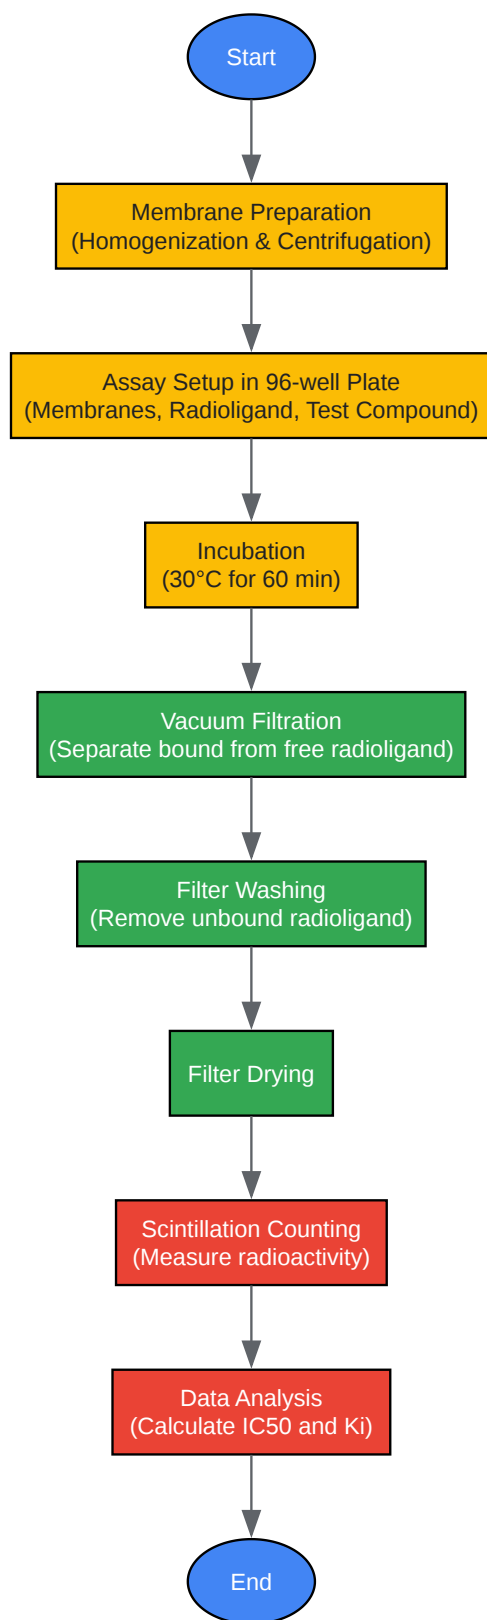 Start
Membrane Preparation
(Homogenization & Centrifugation)
Assay Setup in 96-well Plate
(Membranes, Radioligand, Test Compound)
Incubation
(30°C for 60 min)
Vacuum Filtration
(Separate bound from free radioligand)
Filter Washing
(Remove unbound radioligand)
Filter Drying
Scintillation Counting
(Measure radioactivity)
Data Analysis
(Calculate IC50 and Ki)
End